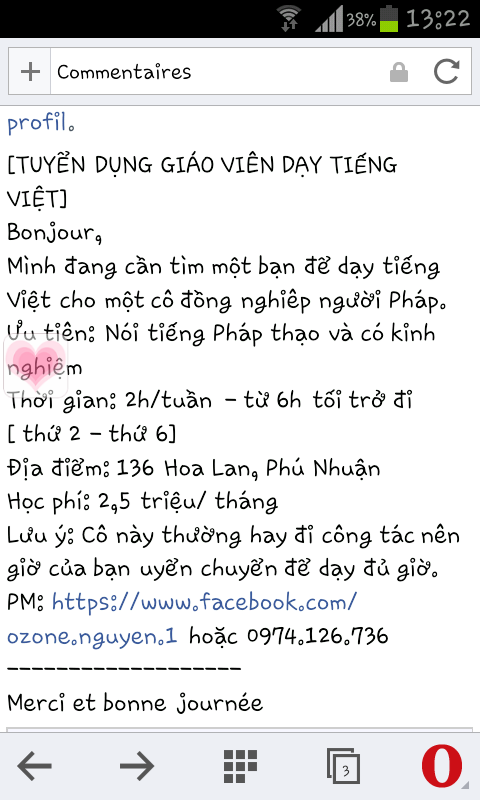 38% 13:22
Commentaires
profil.
[TUYỂN DỤNG GIÁO VIÊN DẠY TIẾNG
VIỆT]
Bonjour,
Mình đang cần tìm một bạn để dạy tiếng
Việt cho một cô đồng nghiêp người Pháp.
Ưu tiên: Nói tiếng Pháp thạo và có kinh
nghiệm
Thời gian: 2h/tuần - từ 6h tối trở đi
[ thứ 2 - thứ 6]
Địa điểm: 136 Hoa Lan, Phú Nhuận
Học phí: 2,5 triệu/ tháng
Lưu ý: Cô này thường hay đi công tác nên
giờ của bạn uyển chuyển để dạy đủ giờ.
PM: https://www.facebook.com/
ozone.nguyen.1 hoặc 0974.126.736
-------------------
Merci et bonne journée
3